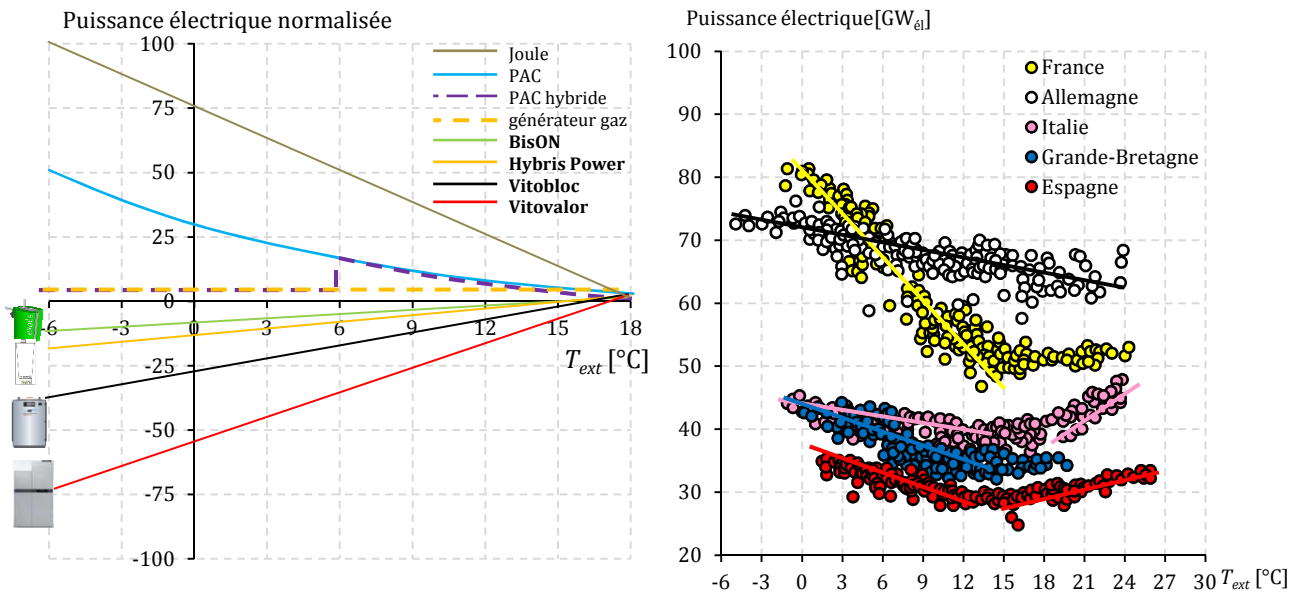 Puissance électrique normalisée
100
75
50
25
0
-25
-50
-75
-100
-6
-3
0
3
6
9
12
15
18
T_ext [°C]
Joule
PAC
PAC hybride
générateur gaz
BisON
Hybris Power
Vitobloc
Vitovalor
Puissance électrique[GW_él]
100
90
80
70
60
50
40
30
20
-6
-3
0
3
6
9
12
15
18
21
24
27
30
T_ext [°C]
France
Allemagne
Italie
Grande-Bretagne
Espagne